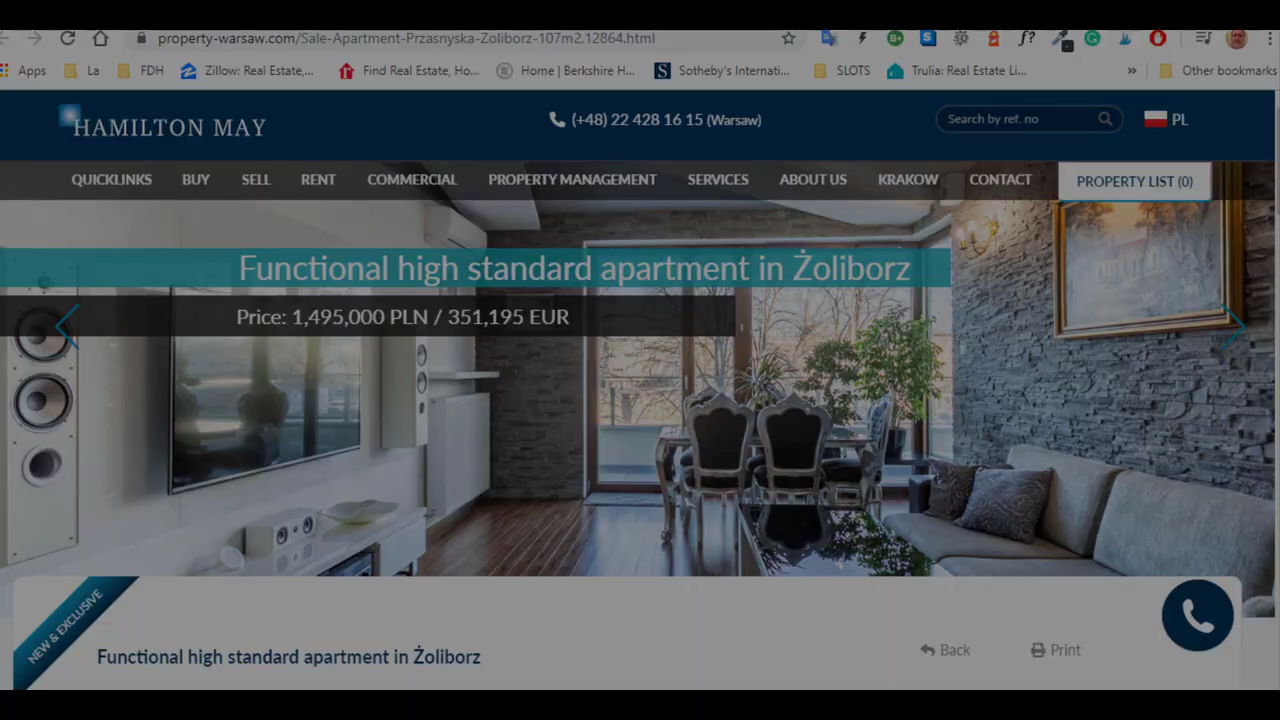 property-warsaw.com/Sale-Apartment-Przasnyska-Zoliborz-107m2,12864.html
Apps La FDH Zillow: Real Estate,... Find Real Estate, Ho... Home | Berkshire H... Sotheby's Internati... SLOTS Trulia: Real Estate Li... » Other bookmarks
HAMILTON MAY
(+48) 22 428 16 15 (Warsaw)
Search by ref. no
PL
QUICKLINKS BUY SELL RENT COMMERCIAL PROPERTY MANAGEMENT SERVICES ABOUT US KRAKOW CONTACT PROPERTY LIST (0)
Functional high standard apartment in Żoliborz
Price: 1,495,000 PLN / 351,195 EUR
NEW & EXCLUSIVE
Functional high standard apartment in Żoliborz
Back
Print